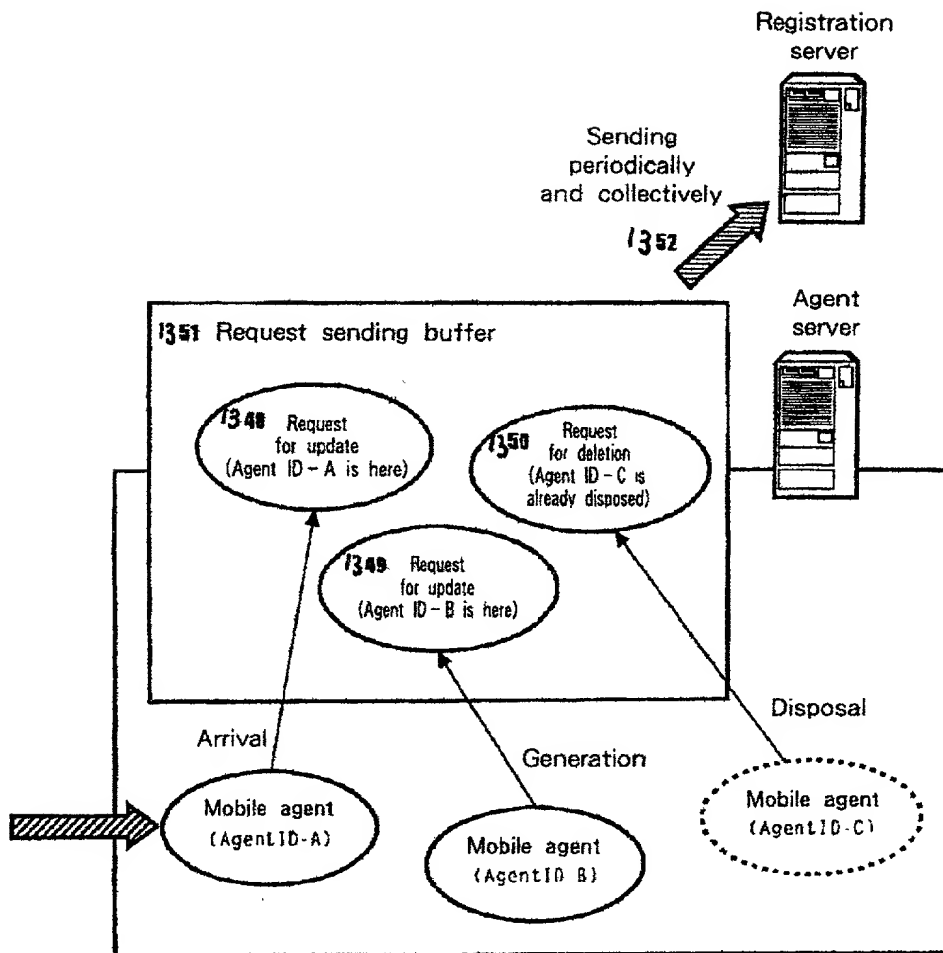 Registration
server
Sending
periodically
and collectively
1352
Agent
server
1351 Request sending buffer
1348 Request
for update
(Agent ID-A is here)
1350 Request
for deletion
(Agent ID-C is
already disposed)
1349 Request
for update
(Agent ID-B is here)
Arrival
Generation
Disposal
Mobile agent
(AgentID-A)
Mobile agent
(AgentID B)
Mobile agent
(AgentID-C)